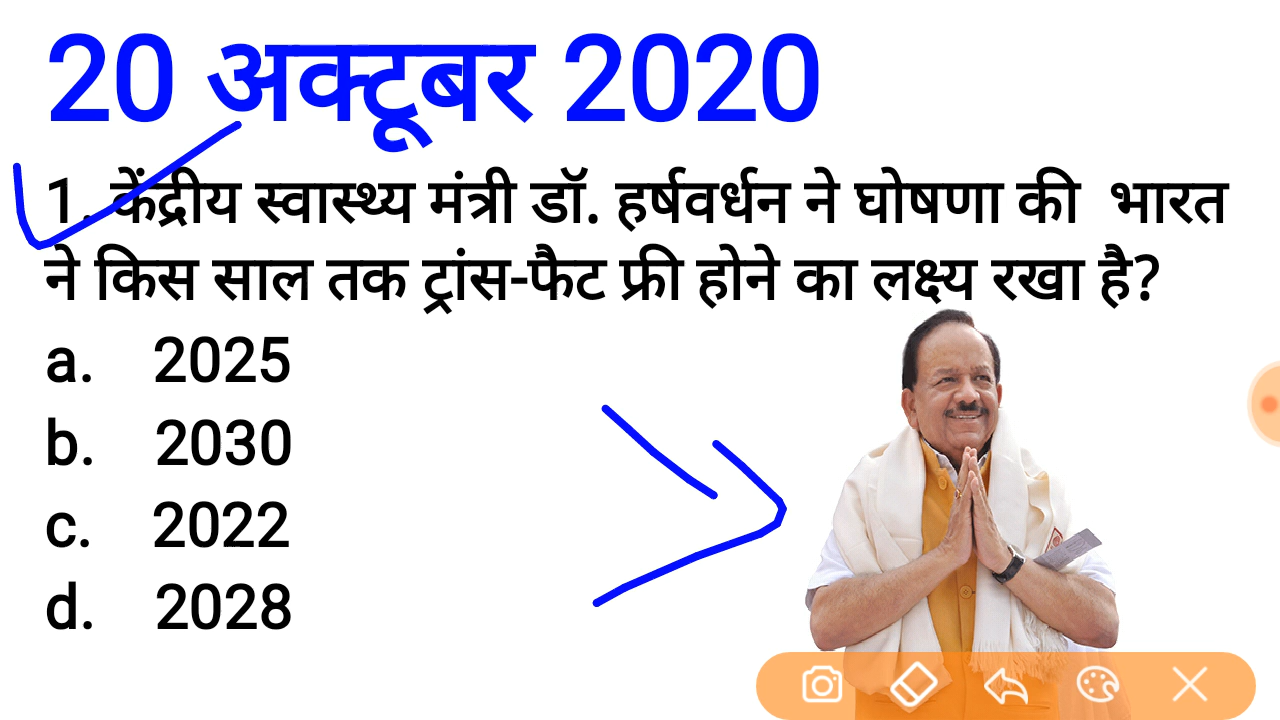 20 अक्टूबर 2020
1. केंद्रीय स्वास्थ्य मंत्री डॉ. हर्षवर्धन ने घोषणा की भारत
ने किस साल तक ट्रांस-फैट फ्री होने का लक्ष्य रखा है?
a. 2025
b. 2030
c. 2022
d. 2028